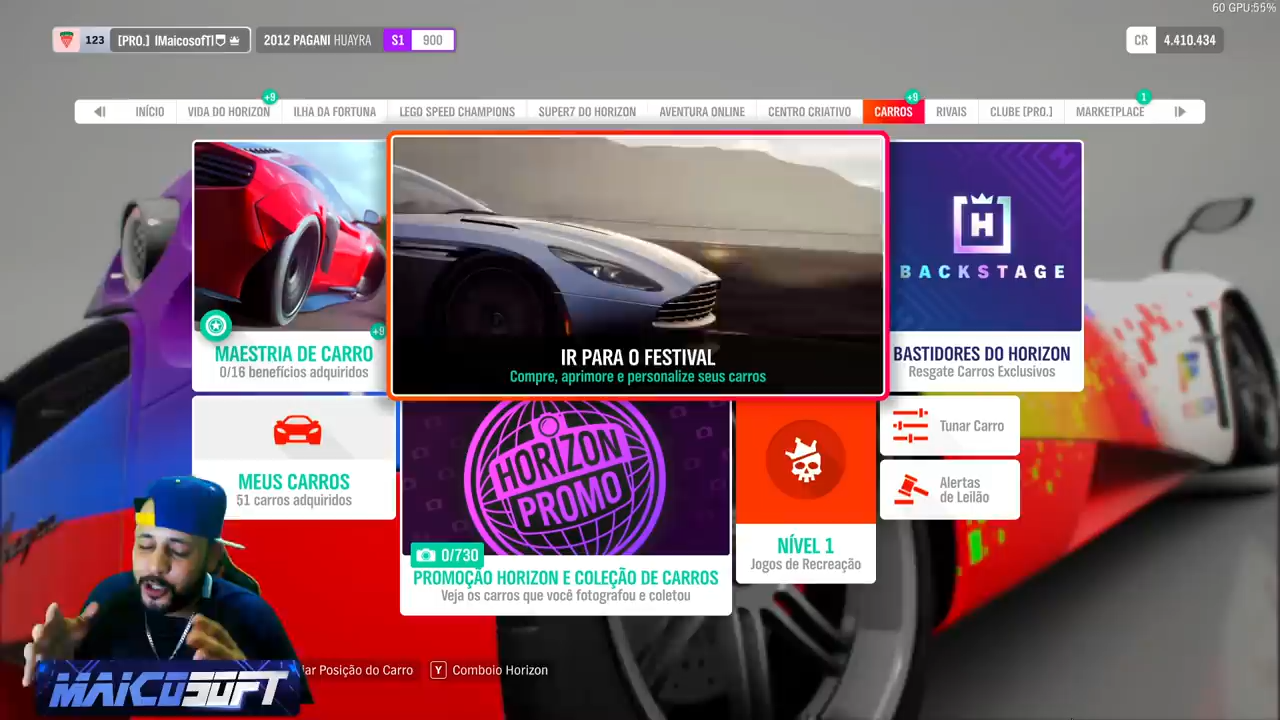 60 GPU:55%
123 [PRO.] lMaicosofTl 2012 PAGANI HUAYRA S1 900
CR 4.410.434
+9 +9 1
INÍCIO VIDA DO HORIZON ILHA DA FORTUNA LEGO SPEED CHAMPIONS SUPER7 DO HORIZON AVENTURA ONLINE CENTRO CRIATIVO CARROS RIVAIS CLUBE [PRO.] MARKETPLACE
+9
MAESTRIA DE CARRO
0/16 benefícios adquiridos
IR PARA O FESTIVAL
Compre, aprimore e personalize seus carros
H
BACKSTAGE
BASTIDORES DO HORIZON
Resgate Carros Exclusivos
MEUS CARROS
51 carros adquiridos
HORIZON
PROMO
0/730
PROMOÇÃO HORIZON E COLEÇÃO DE CARROS
Veja os carros que você fotografou e coletou
NÍVEL 1
Jogos de Recreação
Tunar Carro
Alertas
de Leilão
Posição do Carro Y Comboio Horizon
MAICOSOFT